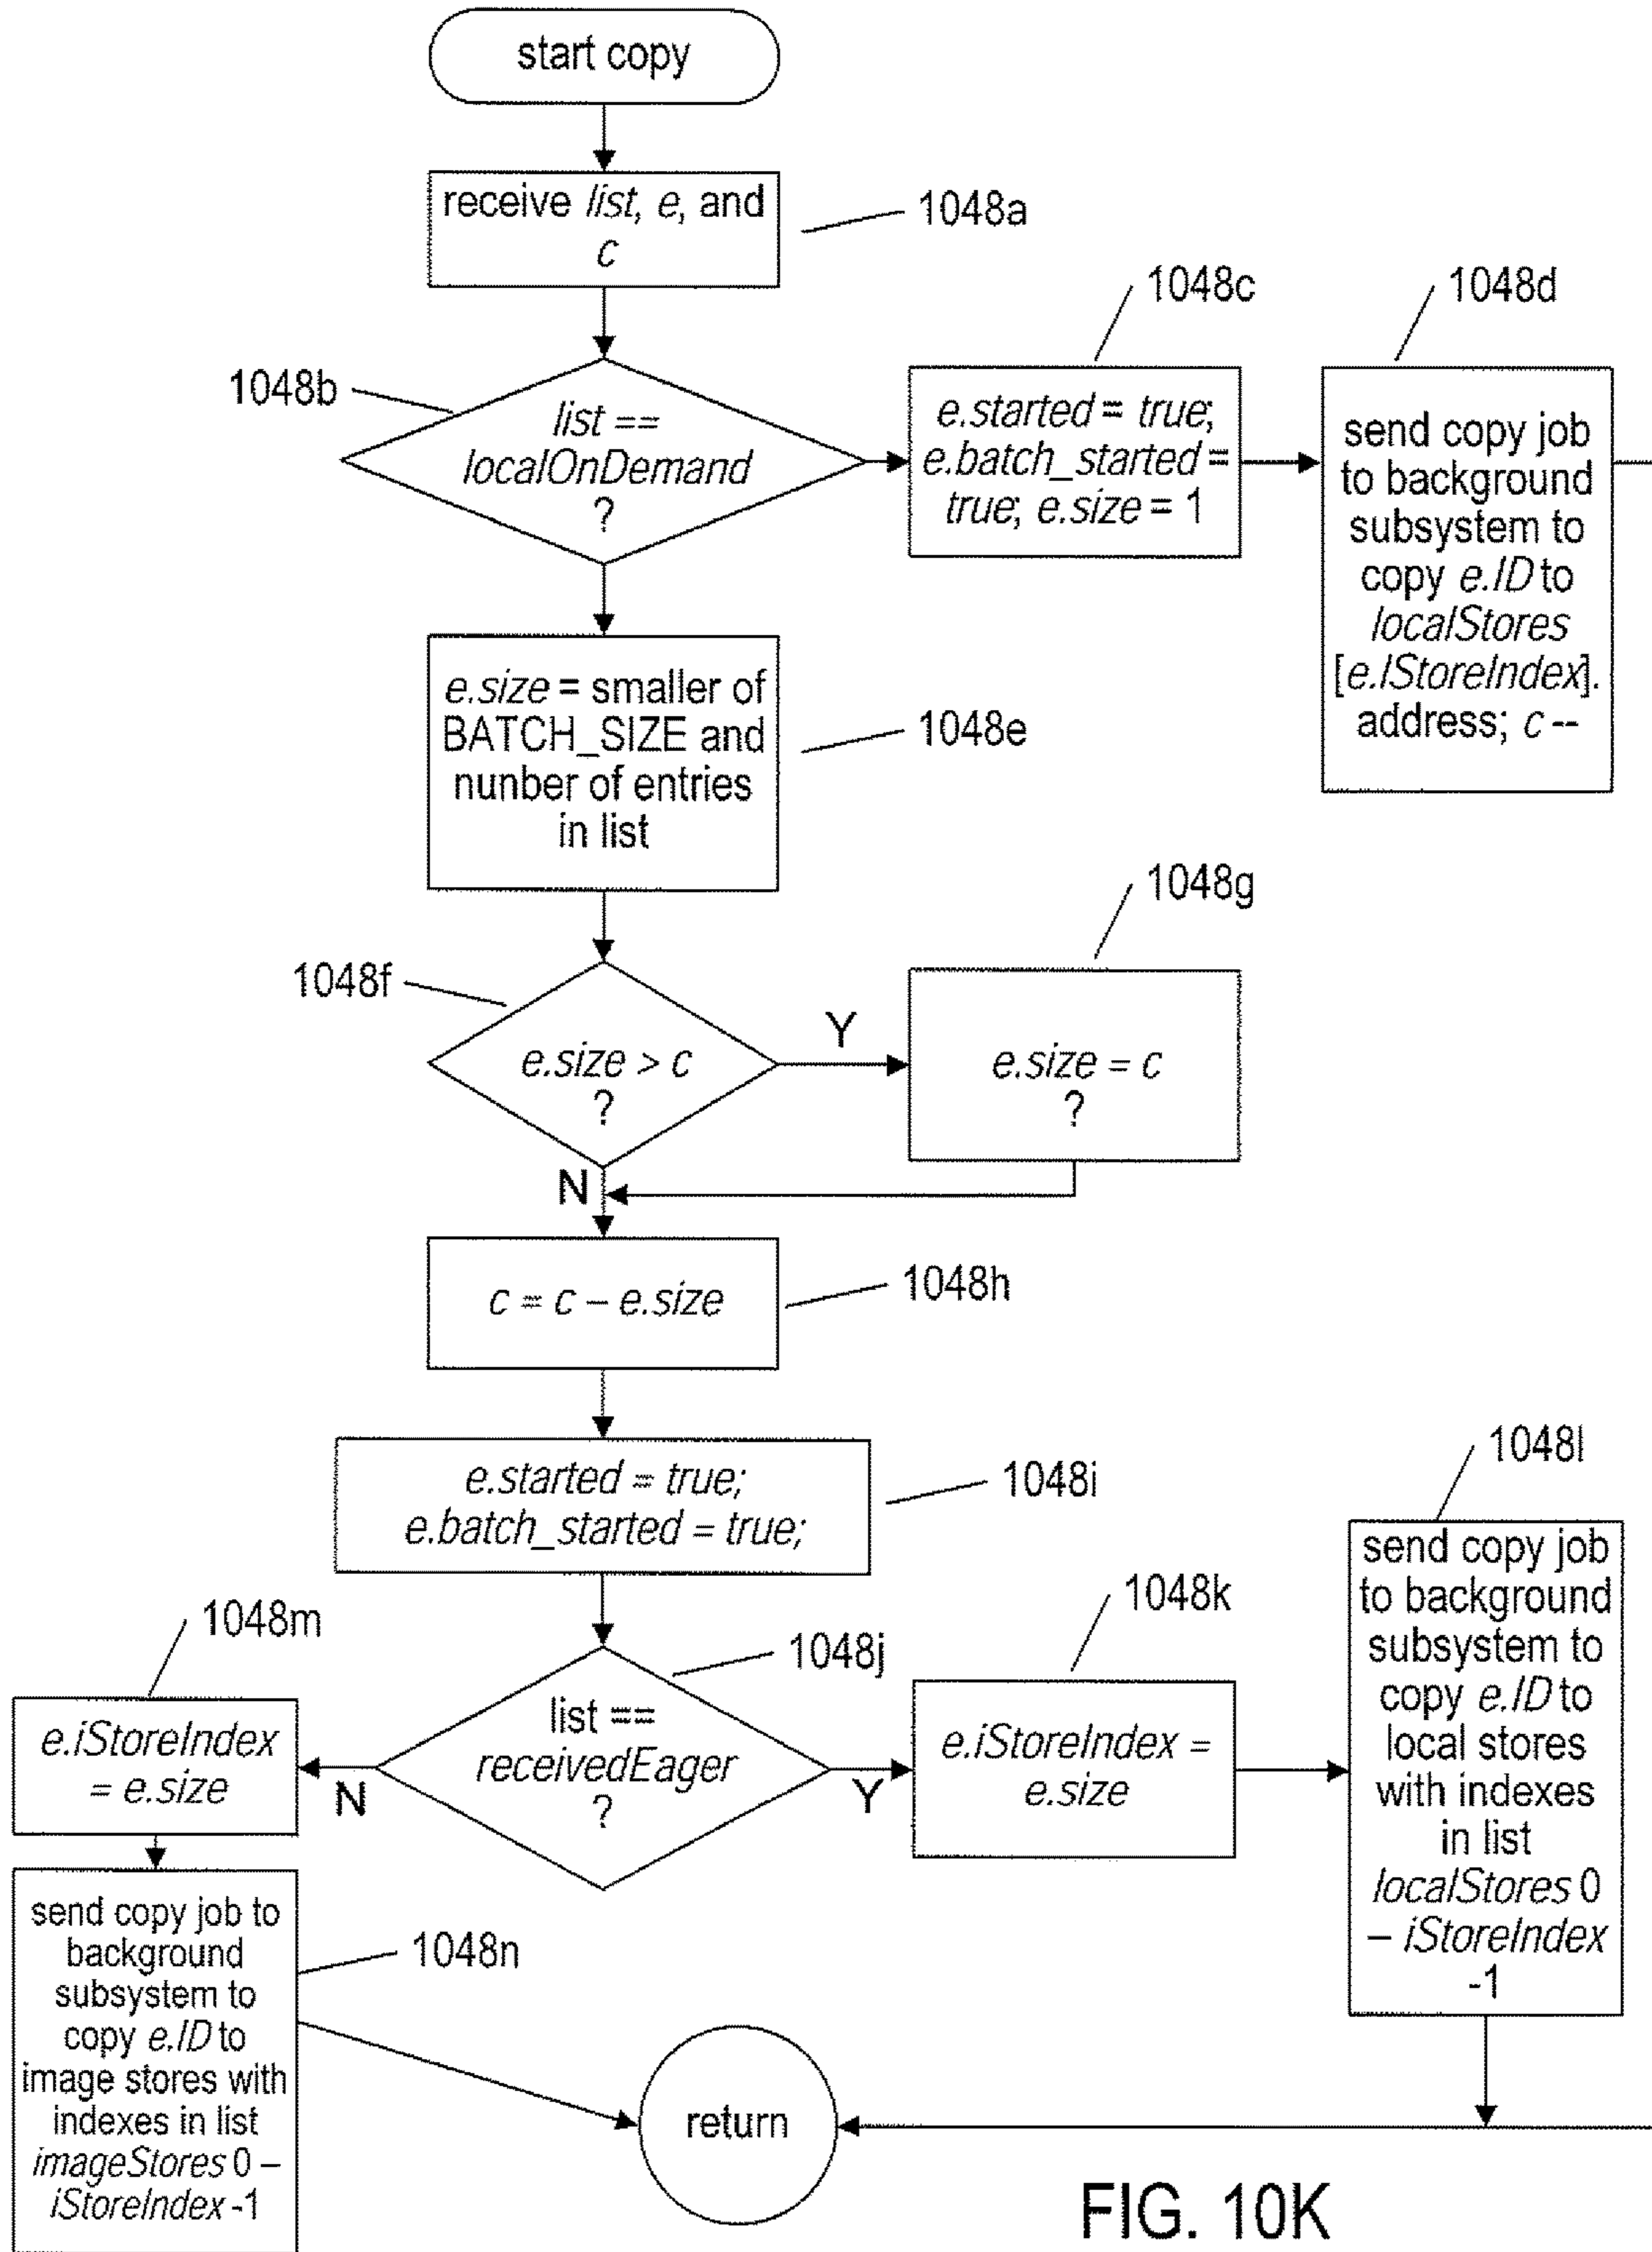 start copy
receive list, e, and
c
1048a
1048b
list ==
localOnDemand
?
1048c
e.started = true;
e.batch_started =
true; e.size = 1
1048d
send copy job
to background
subsystem to
copy e.ID to
localStores
[e.lStoreIndex].
address; c --
e.size = smaller of
BATCH_SIZE and
nunber of entries
in list
1048e
1048f
e.size > c
?
Y
N
1048g
e.size = c
?
c = c – e.size
1048h
e.started = true;
e.batch_started = true;
1048i
list ==
receivedEager
?
1048j
N
Y
1048k
e.iStoreIndex =
e.size
1048l
send copy job
to background
subsystem to
copy e.ID to
local stores
with indexes
in list
localStores 0
– iStoreIndex
-1
1048m
e.iStoreIndex
= e.size
send copy job to
background
subsystem to
copy e.ID to
image stores with
indexes in list
imageStores 0 –
iStoreIndex -1
1048n
return
FIG. 10K